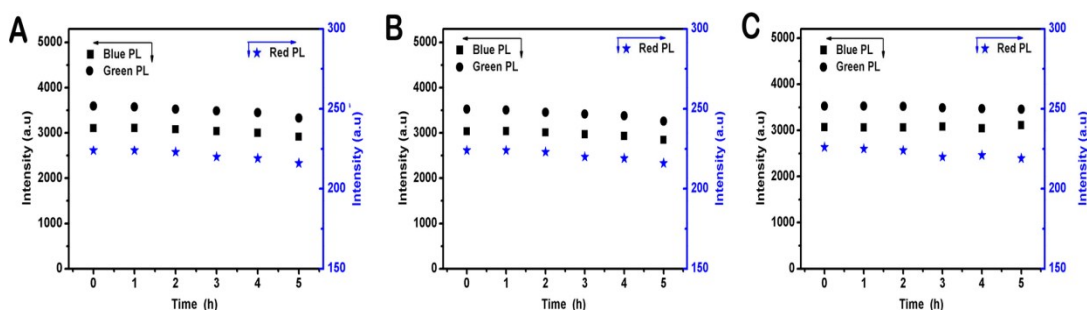 A
5000
4000
3000
2000
1000
0
Intensity (a.u)
Blue PL
Green PL
Red PL
300
250
200
150
Intensity (a.u)
0 1 2 3 4 5
Time (h)
B
5000
4000
3000
2000
1000
0
Intensity (a.u)
Blue PL
Green PL
Red PL
300
250
200
150
Intensity (a.u)
0 1 2 3 4 5
Time (h)
C
5000
4000
3000
2000
1000
0
Intensity (a.u)
Blue PL
Green PL
Red PL
300
250
200
150
Intensity (a.u)
0 1 2 3 4 5
Time (h)